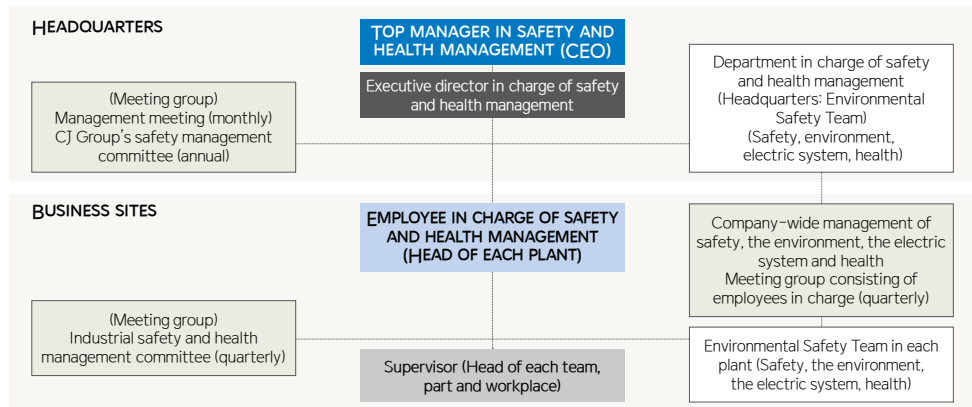 HEADQUARTERS
TOP MANAGER IN SAFETY AND
HEALTH MANAGEMENT (CEO)
Executive director in charge of safety
and health management
(Meeting group)
Management meeting (monthly)
CJ Group's safety management
committee (annual)
Department in charge of safety
and health management
(Headquarters: Environmental
Safety Team)
(Safety, environment,
electric system, health)
BUSINESS SITES
EMPLOYEE IN CHARGE OF SAFETY
AND HEALTH MANAGEMENT
(HEAD OF EACH PLANT)
Company-wide management of
safety, the environment, the electric
system and health
Meeting group consisting of
employees in charge (quarterly)
(Meeting group)
Industrial safety and health
management committee (quarterly)
Supervisor (Head of each team,
part and workplace)
Environmental Safety Team in each
plant (Safety, the environment,
the electric system, health)